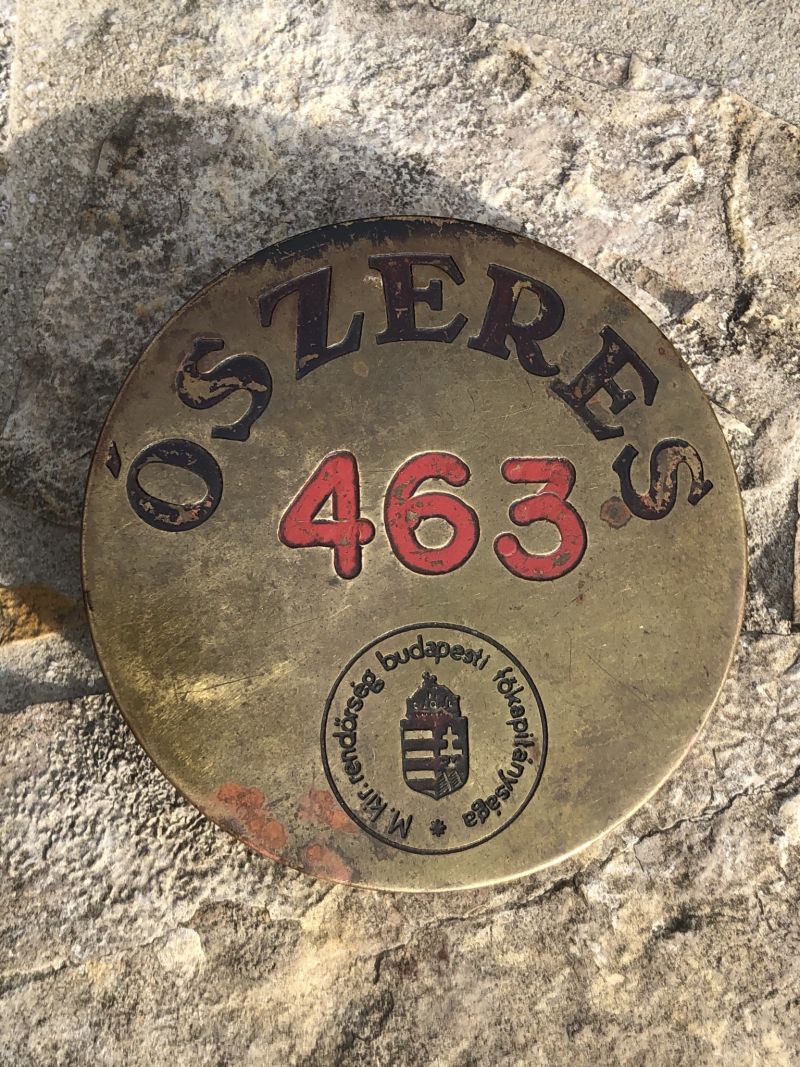 ÓSZERES
463
M. kir. rendőrség budapesti főkapitánysága *